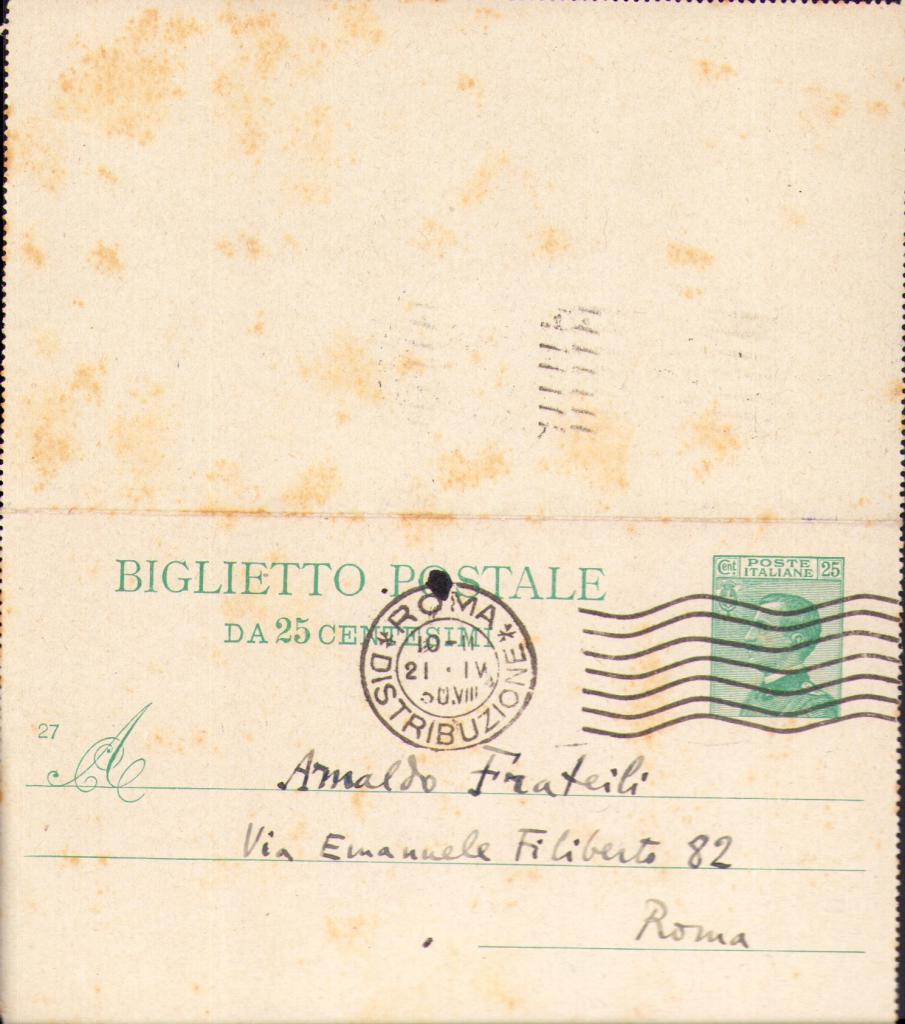 BIGLIETTO POSTALE
DA 25 CENTESIMI
Cent POSTE ITALIANE 25
*ROMA*
DISTRIBUZIONE
10-11
21·IV
30.VIII
27
A
Arnaldo Frateili
Via Emanuele Filiberto 82
Roma